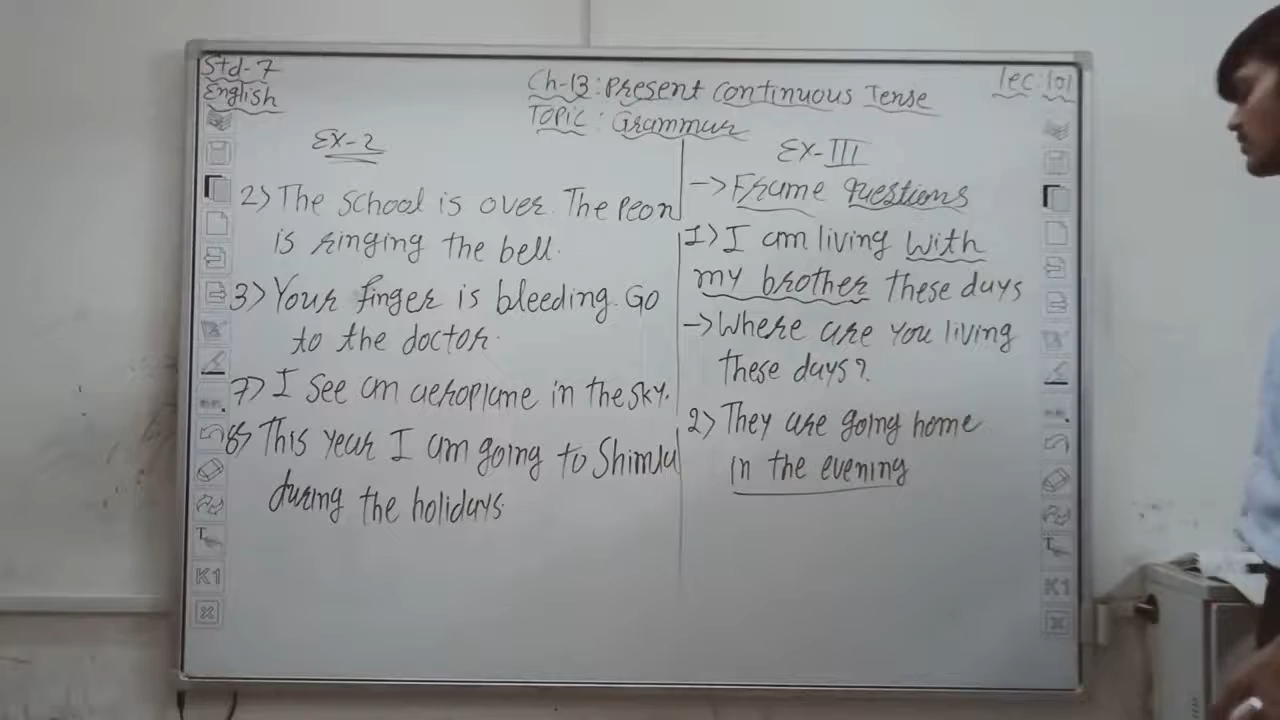 Std-7
English
Ch-13: Present Continuous Tense
Topic: Grammar
lec: 101
Ex-2
2) The school is over. The Peon
is ringing the bell.
3) Your finger is bleeding. Go
to the doctor.
7) I see an aeroplane in the sky.
8) This year I am going to Shimla
during the holidays.
Ex-III
-> Frame questions
1) I am living with
my brother these days
-> Where are you living
these days?
2) They are going home
in the evening
T
K1
T
K1